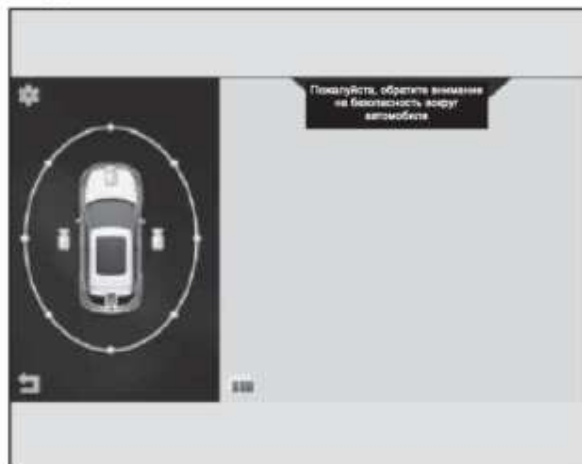 Пожалуйста, обратите внимание
на безопасность вокруг
автомобиля